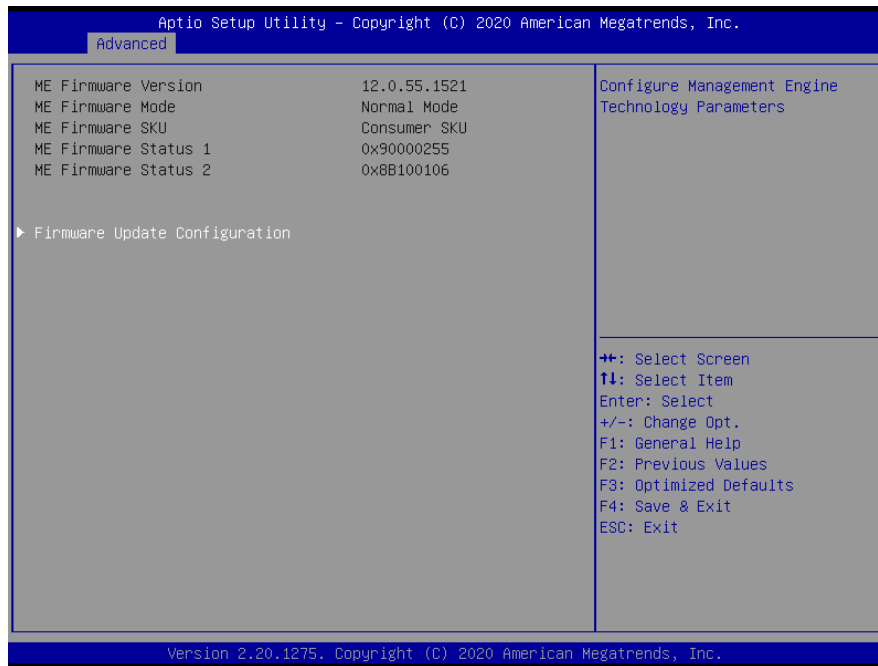 Aptio Setup Utility – Copyright (C) 2020 American Megatrends, Inc.
Advanced
ME Firmware Version 12.0.55.1521
ME Firmware Mode Normal Mode
ME Firmware SKU Consumer SKU
ME Firmware Status 1 0x90000255
ME Firmware Status 2 0x8B100106
▶ Firmware Update Configuration
Configure Management Engine
Technology Parameters
→←: Select Screen
↑↓: Select Item
Enter: Select
+/-: Change Opt.
F1: General Help
F2: Previous Values
F3: Optimized Defaults
F4: Save & Exit
ESC: Exit
Version 2.20.1275. Copyright (C) 2020 American Megatrends, Inc.